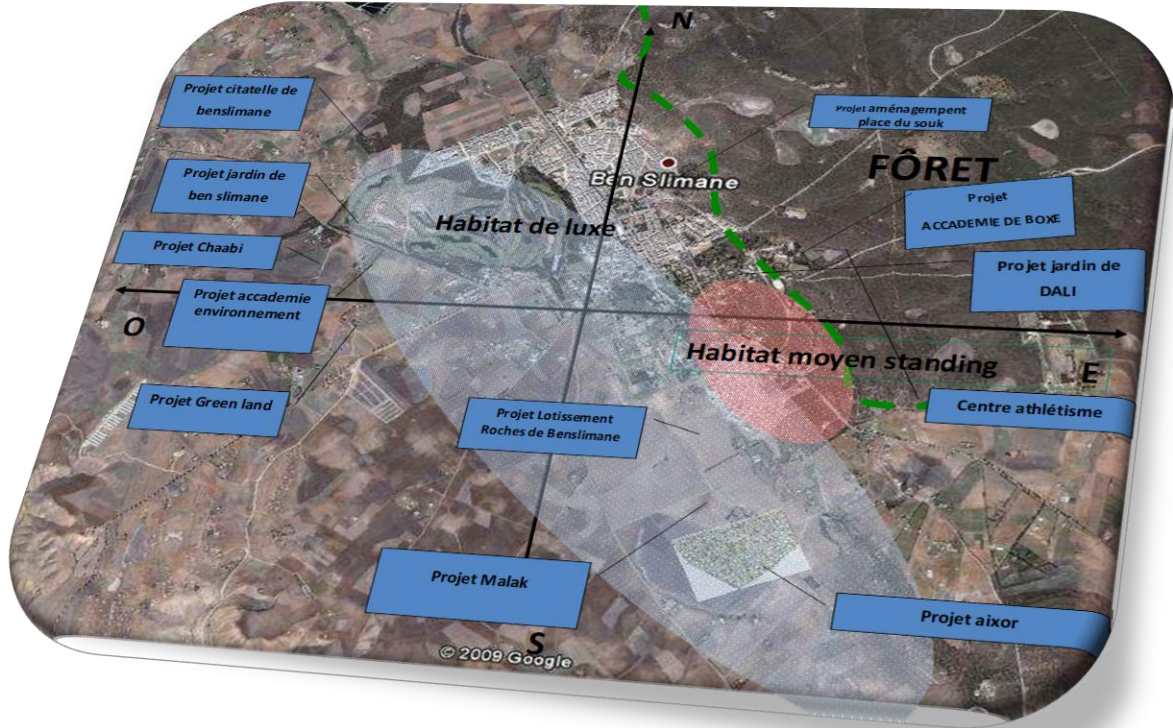 N
Projet citatelle de
benslimane
Projet aménagempent
place du souk
FÔRET
Projet jardin de
ben slimane
Ben Slimane
Projet
ACCADEMIE DE BOXE
Habitat de luxe
Projet Chaabi
Projet jardin de
DALI
Projet accademie
environnement
O
Habitat moyen standing
E
Projet Green land
Projet Lotissement
Roches de Benslimane
Centre athlétisme
Projet Malak
Projet aixor
S
© 2009 Google